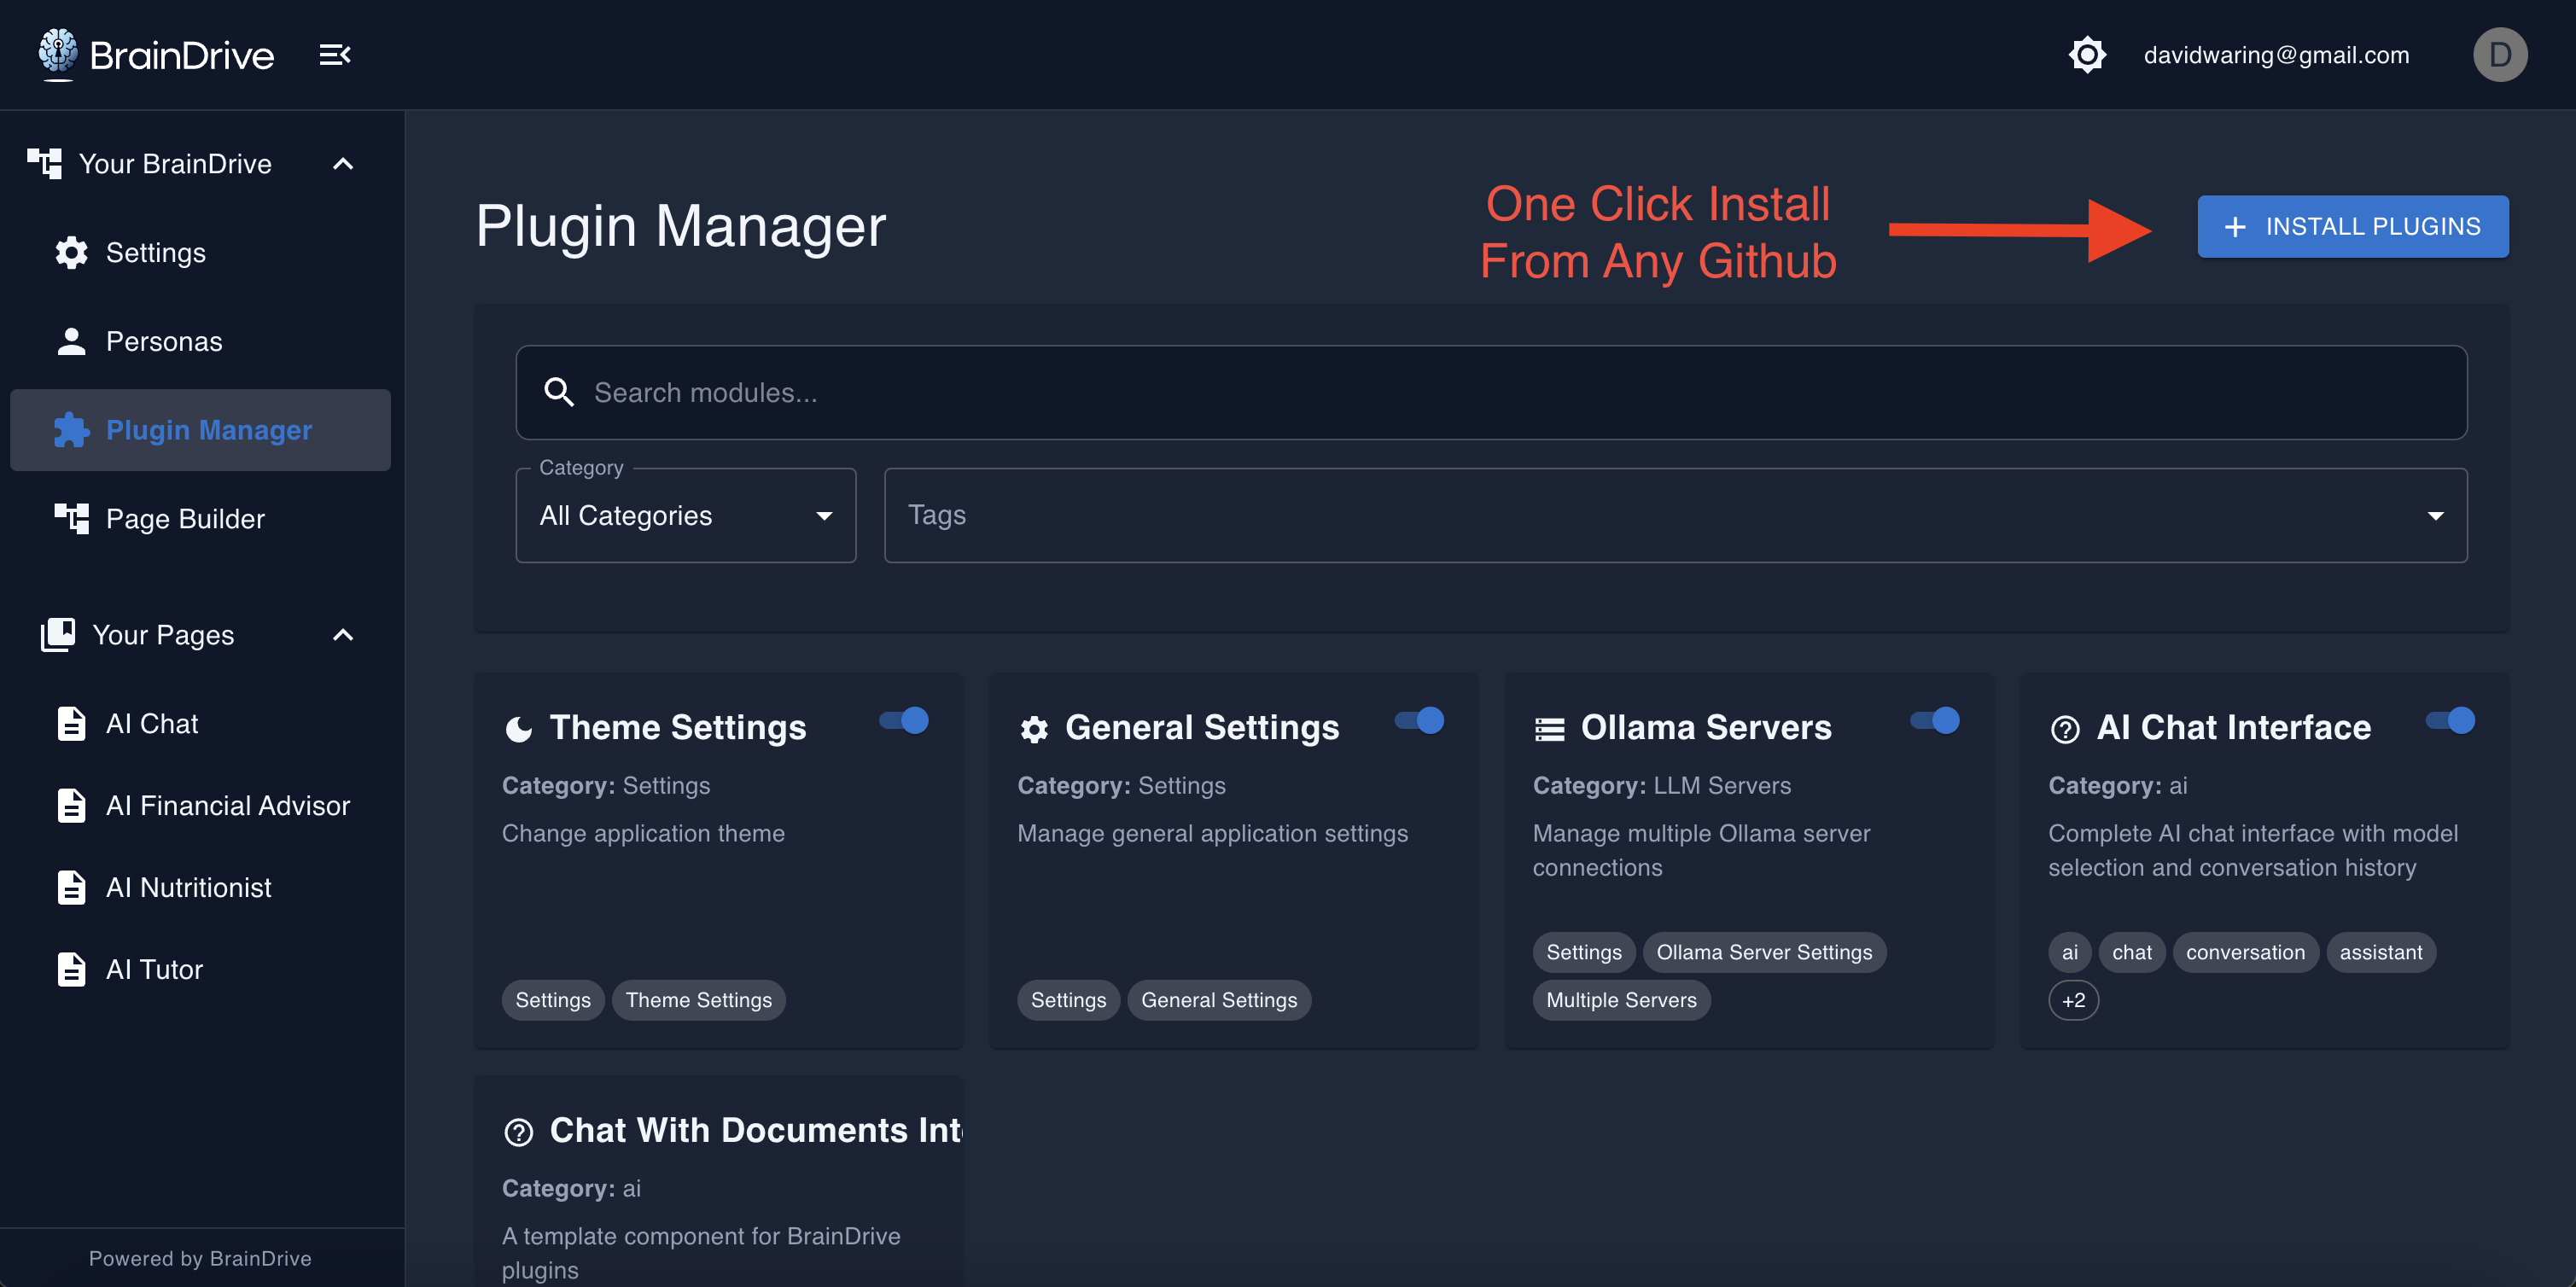 BrainDrive
davidwaring@gmail.com
D
Your BrainDrive
Settings
Personas
Plugin Manager
Page Builder
Your Pages
AI Chat
AI Financial Advisor
AI Nutritionist
AI Tutor
Powered by BrainDrive
Plugin Manager
One Click Install
From Any Github
+ INSTALL PLUGINS
Search modules...
Category
All Categories
Tags
Theme Settings
Category: Settings
Change application theme
Settings
Theme Settings
General Settings
Category: Settings
Manage general application settings
Settings
General Settings
Ollama Servers
Category: LLM Servers
Manage multiple Ollama server
connections
Settings
Ollama Server Settings
Multiple Servers
AI Chat Interface
Category: ai
Complete AI chat interface with model
selection and conversation history
ai
chat
conversation
assistant
+2
Chat With Documents Int
Category: ai
A template component for BrainDrive
plugins